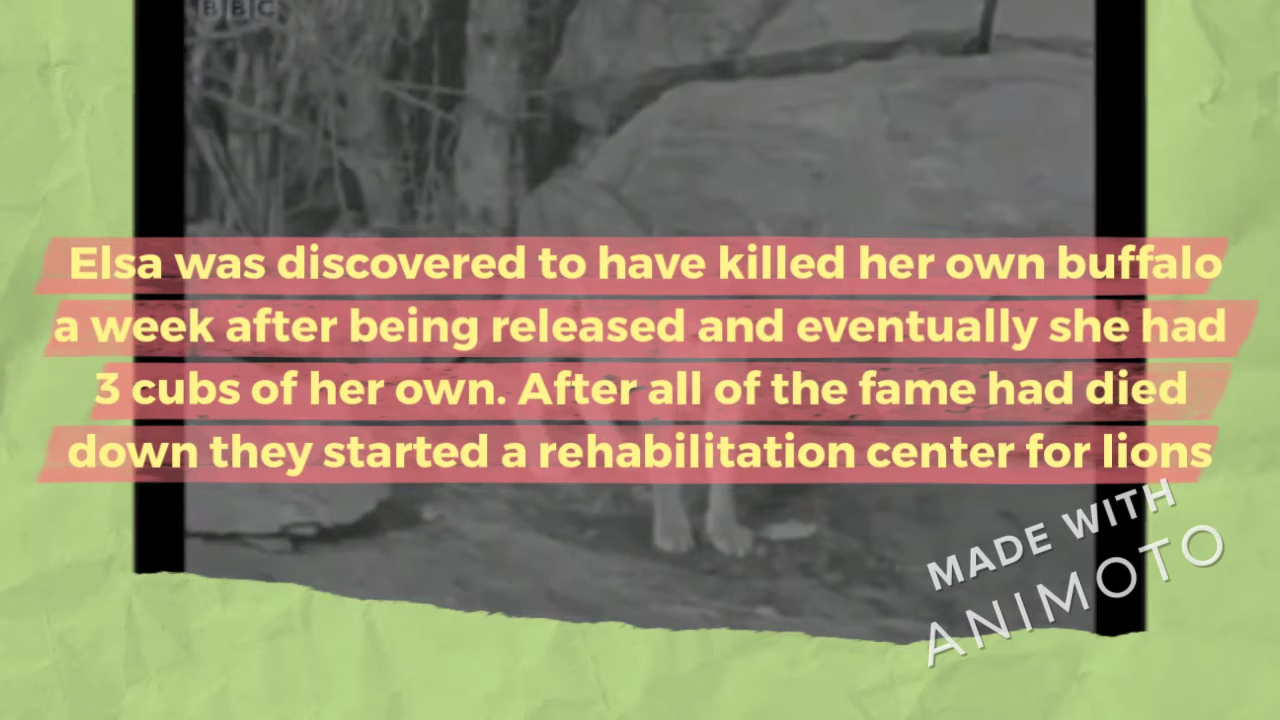 BBC
Elsa was discovered to have killed her own buffalo
a week after being released and eventually she had
3 cubs of her own. After all of the fame had died
down they started a rehabilitation center for lions
MADE WITH
ANIMOTO